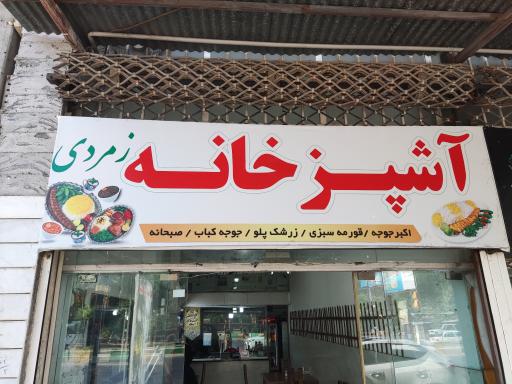 آشپزخانه زمردی
اکبرجوجه / قورمه سبزی / زرشک پلو / جوجه کباب / صبحانه